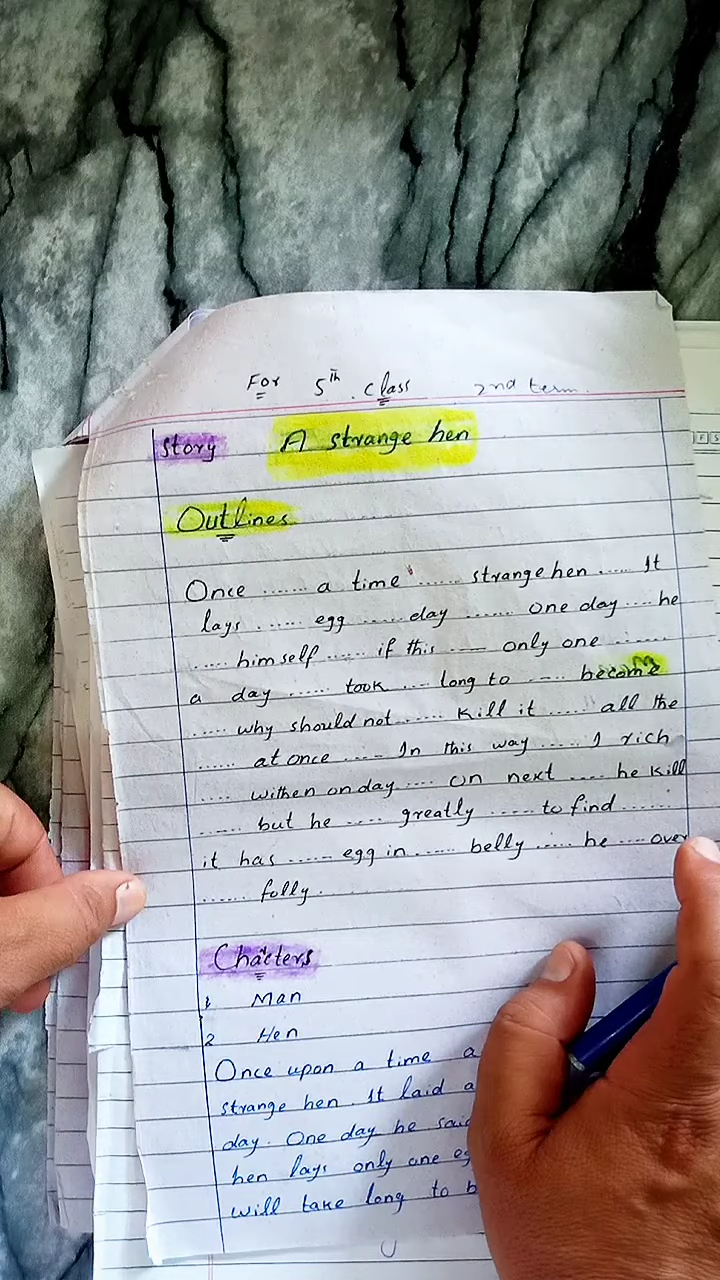 For 5th class 2nd term.
Story A strange hen
Outlines
Once ...... a time ...... strange hen ..... It
lays ...... egg ...... day ...... one day .... he
..... himself ..... if this ..... only one ......
a day ...... took .... long to ..... become
..... why should not ...... Kill it ..... all the
...... at once ..... In this way ..... I rich
.... withen on day .... on next .... he Kill
...... but he .... greatly ..... to find ......
it has ...... egg in ..... belly ..... he .... over
...... folly.
Chacters
1 Man
2 Hen
Once upon a time a
strange hen. It laid a
day. One day he said
hen lays only one eg
will take long to b